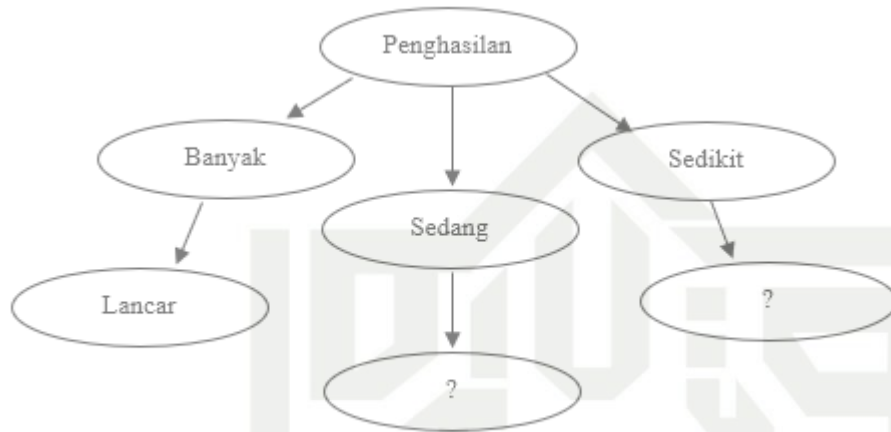 Penghasilan
Banyak
Sedikit
Sedang
Lancar
?
?